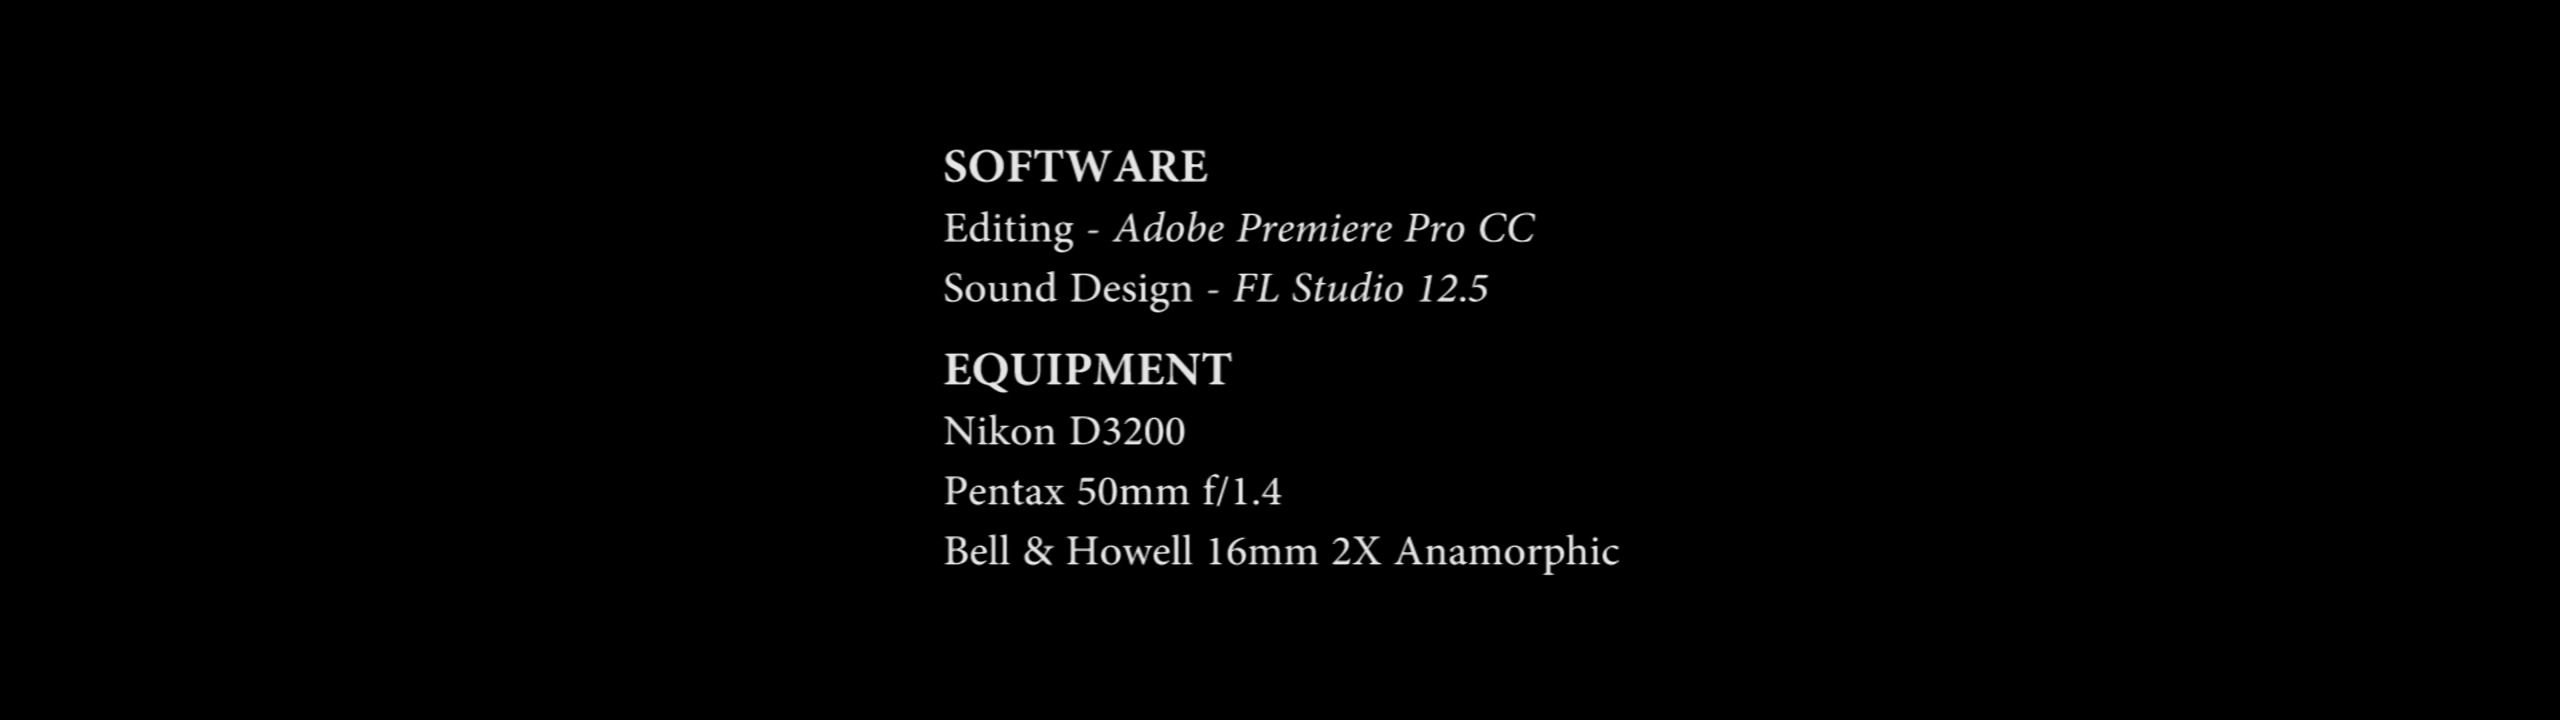 SOFTWARE
Editing - Adobe Premiere Pro CC
Sound Design - FL Studio 12.5
EQUIPMENT
Nikon D3200
Pentax 50mm f/1.4
Bell & Howell 16mm 2X Anamorphic